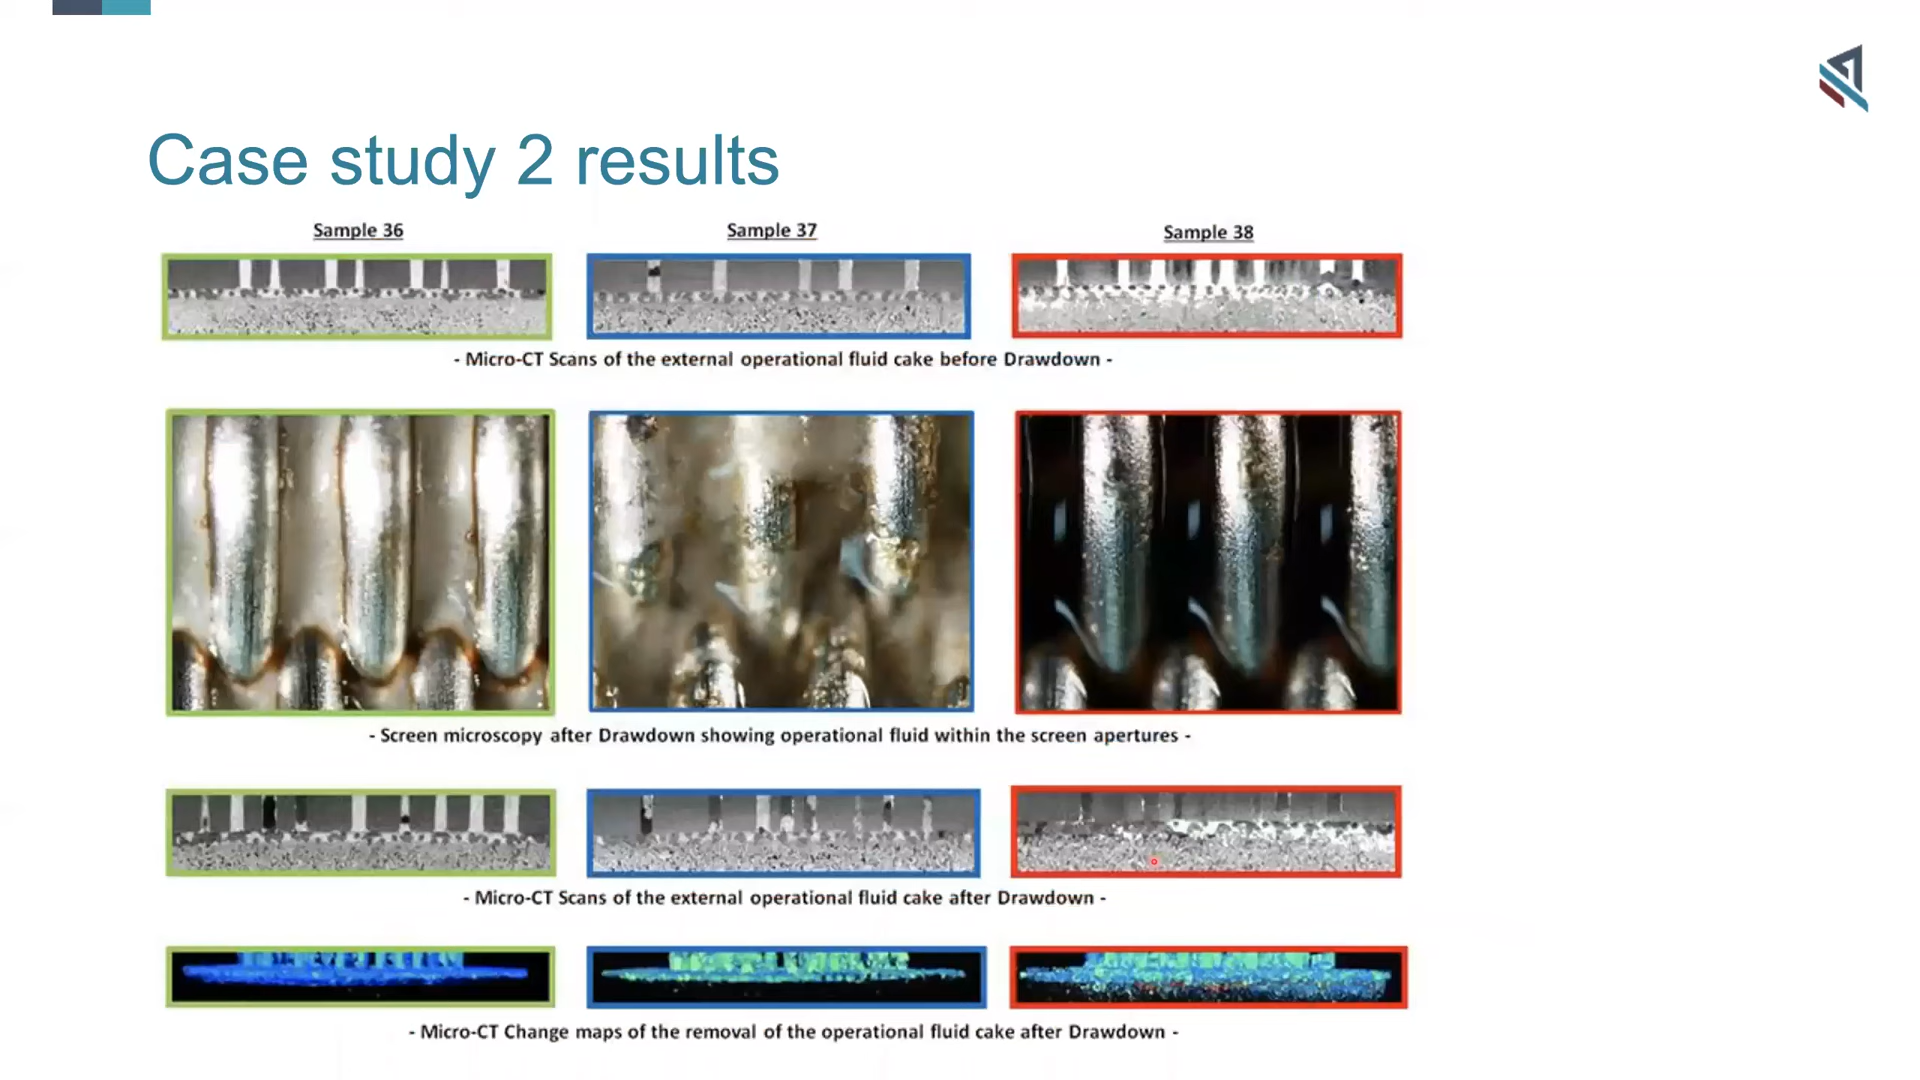 Case study 2 results
Sample 36
Sample 37
Sample 38
- Micro-CT Scans of the external operational fluid cake before Drawdown -
- Screen microscopy after Drawdown showing operational fluid within the screen apertures -
- Micro-CT Scans of the external operational fluid cake after Drawdown -
- Micro-CT Change maps of the removal of the operational fluid cake after Drawdown -